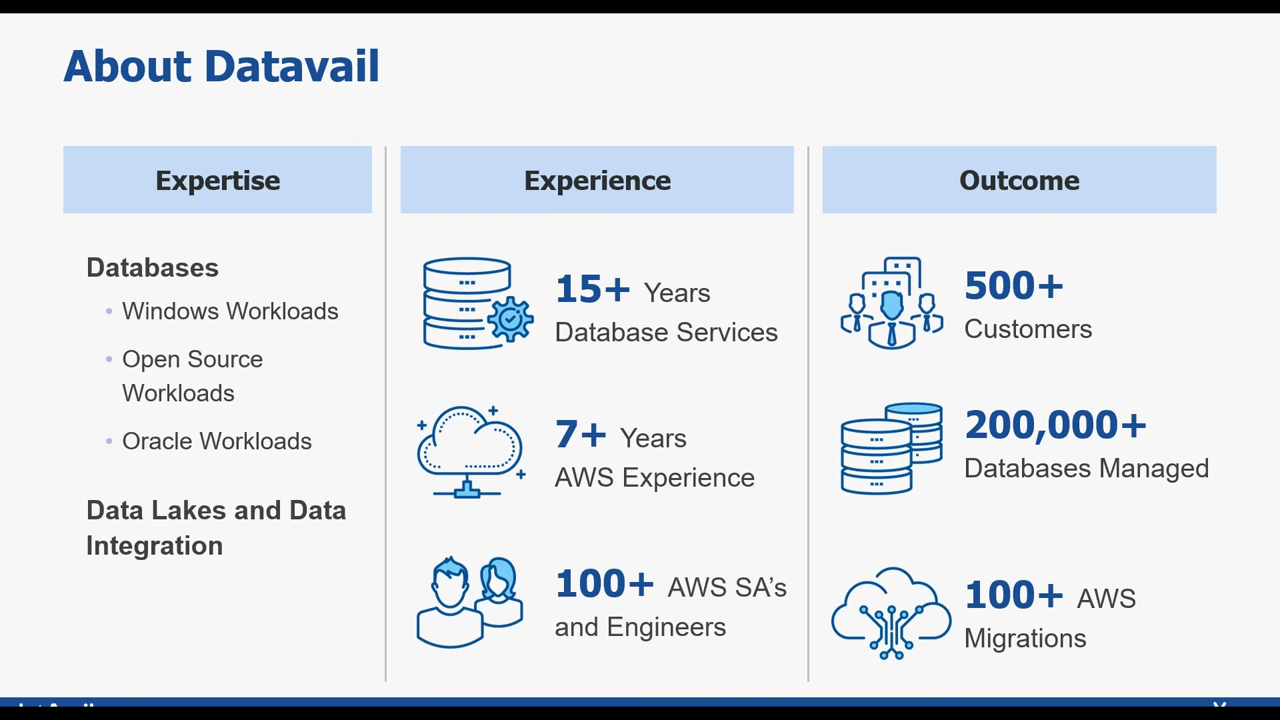 About Datavail
Expertise
Databases
• Windows Workloads
• Open Source
Workloads
• Oracle Workloads
Data Lakes and Data
Integration
Experience
15+ Years
Database Services
7+ Years
AWS Experience
100+ AWS SA's
and Engineers
Outcome
500+
Customers
200,000+
Databases Managed
100+ AWS
Migrations